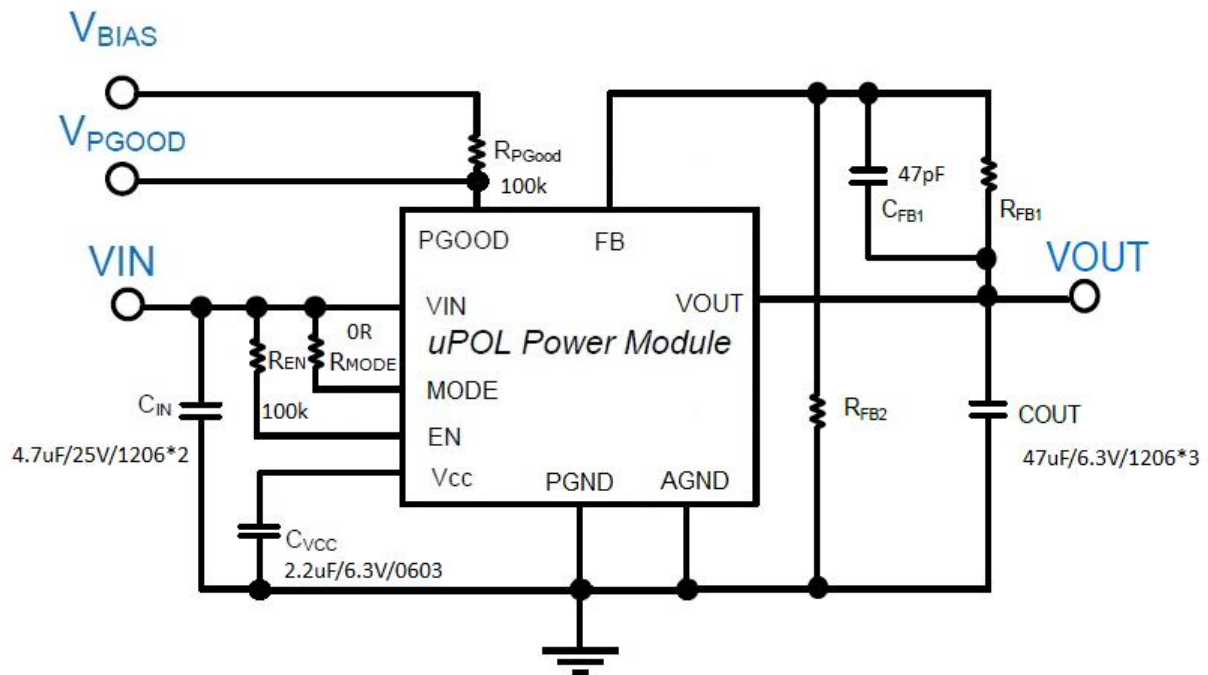 VBIAS
VPGOOD
RPGood
100k
47pF
CFB1
RFB1
PGOOD
FB
VIN
VOUT
VIN
VOUT
0R
uPOL Power Module
REN
RMODE
MODE
CIN
100k
RFB2
COUT
EN
4.7uF/25V/1206*2
47uF/6.3V/1206*3
Vcc
PGND
AGND
CVCC
2.2uF/6.3V/0603